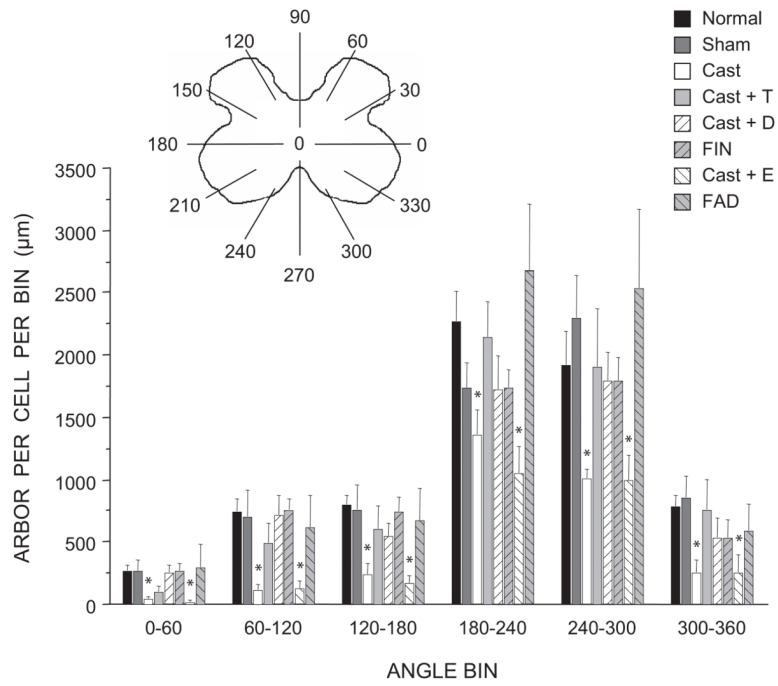 90
120 60
150 30
180 0 0
210 330
240 300
270
Normal
Sham
Cast
Cast + T
Cast + D
FIN
Cast + E
FAD
ARBOR PER CELL PER BIN (µm)
3500
3000
2500
2000
1500
1000
500
0
* * * * * * * * * * * *
0-60 60-120 120-180 180-240 240-300 300-360
ANGLE BIN